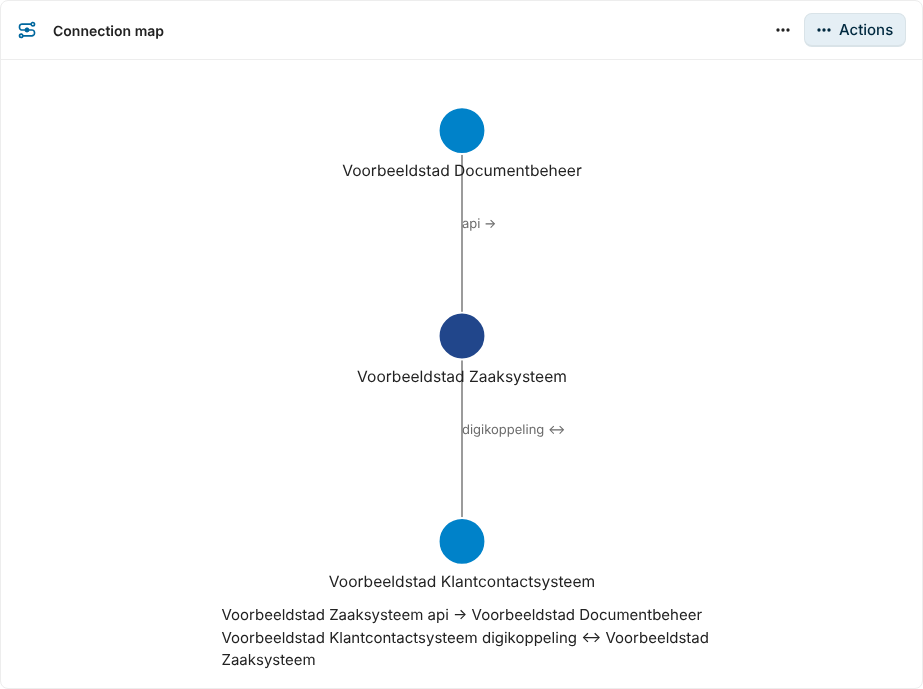 Connection map
··· ··· Actions
Voorbeeldstad Documentbeheer
api →
Voorbeeldstad Zaaksysteem
digikoppeling ↔
Voorbeeldstad Klantcontactsysteem
Voorbeeldstad Zaaksysteem api → Voorbeeldstad Documentbeheer
Voorbeeldstad Klantcontactsysteem digikoppeling ↔ Voorbeeldstad
Zaaksysteem